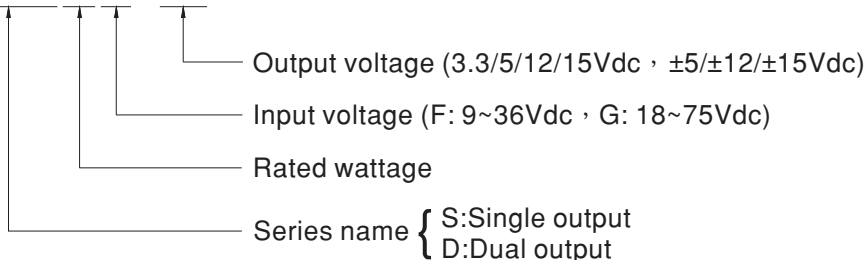 Output voltage (3.3/5/12/15Vdc，±5/±12/±15Vdc)
Input voltage (F: 9~36Vdc，G: 18~75Vdc)
Rated wattage
Series name { S:Single output
D:Dual output